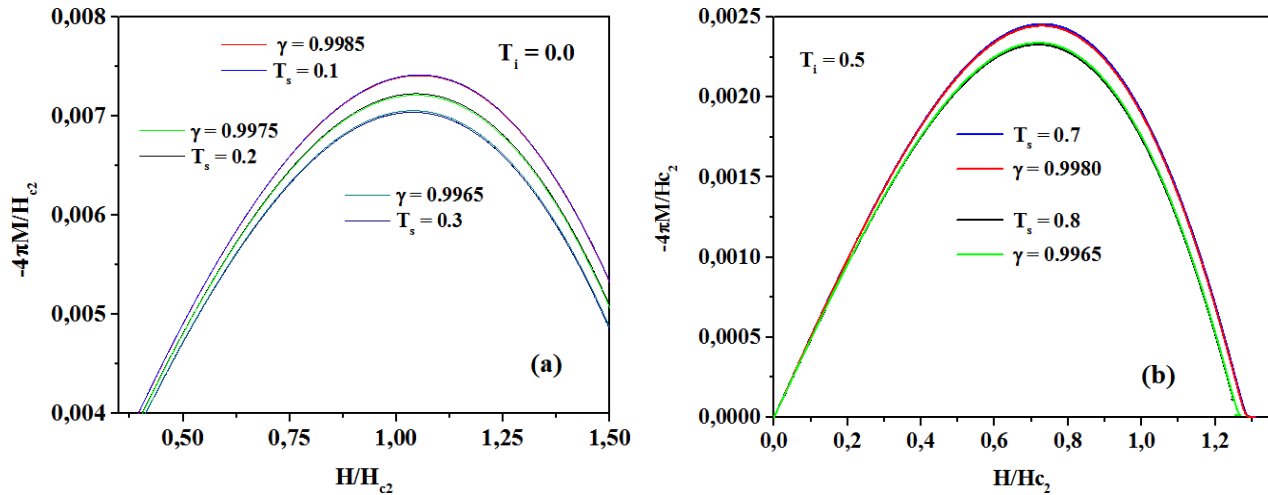 0,008
0,007
0,006
0,005
0,004
-4πM/H_c2
γ = 0.9985
T_s = 0.1
T_i = 0.0
γ = 0.9975
T_s = 0.2
γ = 0.9965
T_s = 0.3
(a)
0,50 0,75 1,00 1,25 1,50
H/H_c2
0,0025
0,0020
0,0015
0,0010
0,0005
0,0000
-4πM/Hc_2
T_i = 0.5
T_s = 0.7
γ = 0.9980
T_s = 0.8
γ = 0.9965
(b)
0,0 0,2 0,4 0,6 0,8 1,0 1,2
H/Hc_2